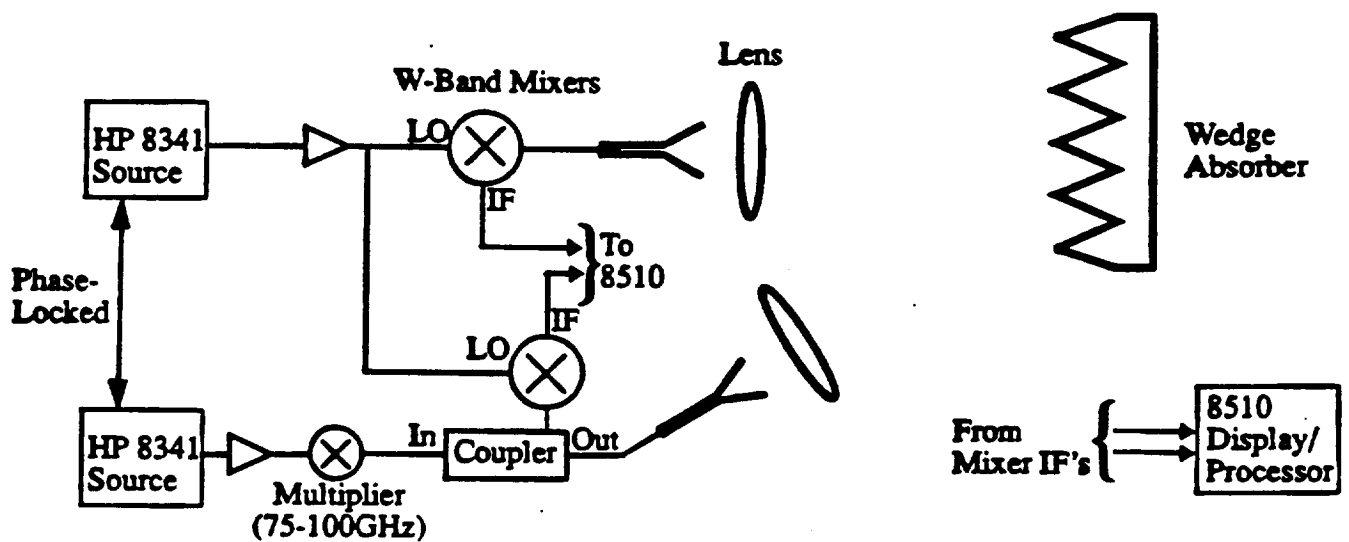 Lens
W-Band Mixers
HP 8341
Source
LO
IF
Wedge
Absorber
To
8510
Phase-
Locked
IF
LO
HP 8341
Source
In
Coupler
Out
Multiplier
(75-100GHz)
From
Mixer IF's
8510
Display/
Processor